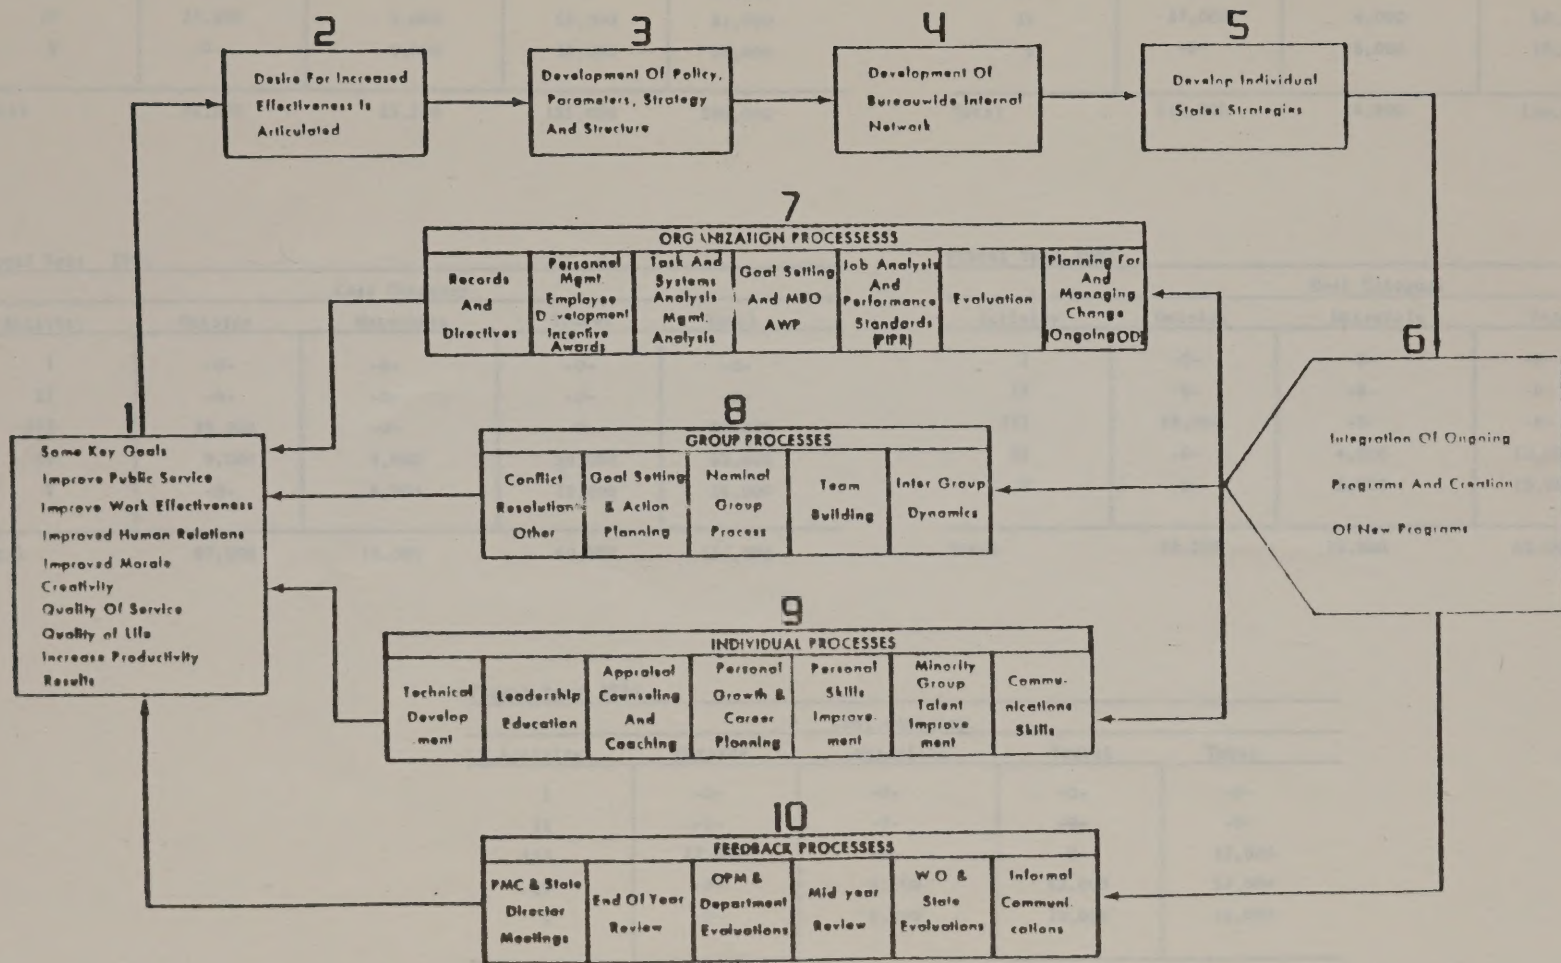 2
Desire For Increased
Effectiveness Is
Articulated
3
Development Of Policy,
Parameters, Strategy
And Structure
4
Development Of
Bureauwide Internal
Network
5
Develop Individual
States Strategies
7
ORGANIZATION PROCESSESSS
Records
And
Directives
Personnel
Mgmt.
Employee
Development
Incentive
Awards
Task And
Systems
Analysis
Mgmt.
Analysis
Goal Setting
And MBO
AWP
Job Analysis
And
Performance
Standards
(PIPR)
Evaluation
Planning For
And
Managing
Change
(Ongoing OD)
6
Integration Of Ongoing
Programs And Creation
Of New Programs
1
Some Key Goals
Improve Public Service
Improve Work Effectiveness
Improved Human Relations
Improved Morale
Creativity
Quality Of Service
Quality of Life
Increase Productivity
Results
8
GROUP PROCESSES
Conflict
Resolution
Other
Goal Setting
& Action
Planning
Nominal
Group
Process
Team
Building
Inter Group
Dynamics
9
INDIVIDUAL PROCESSES
Technical
Develop
ment
Leadership
Education
Appraisal
Counseling
And
Coaching
Personal
Growth &
Career
Planning
Personal
Skills
Improve-
ment
Minority
Group
Talent
Improve
ment
Commu-
nications
Skills
10
FEEDBACK PROCESSESS
PMC & State
Director
Meetings
End Of Year
Review
OPM &
Department
Evaluations
Mid year
Review
W O &
State
Evaluations
Informal
Communi.
cations